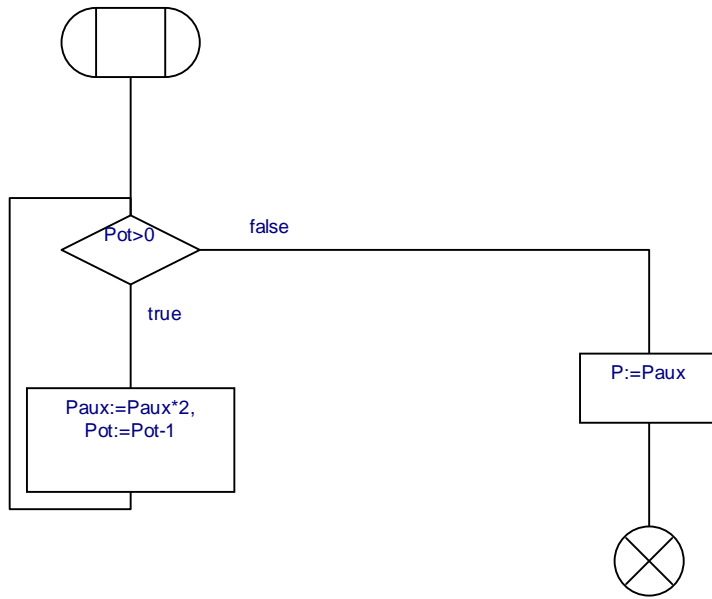 Pot>0
false
true
Paux:=Paux*2,
Pot:=Pot-1
P:=Paux